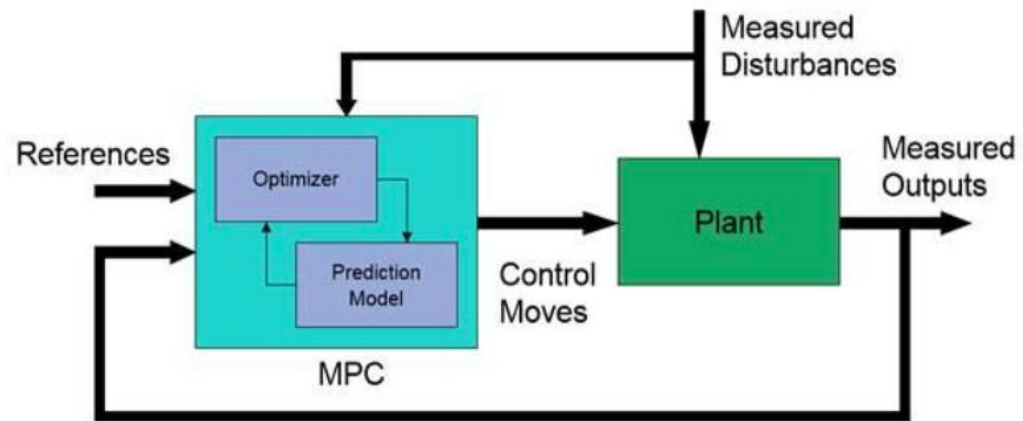 Measured
Disturbances
References
Optimizer
Prediction
Model
MPC
Control
Moves
Plant
Measured
Outputs